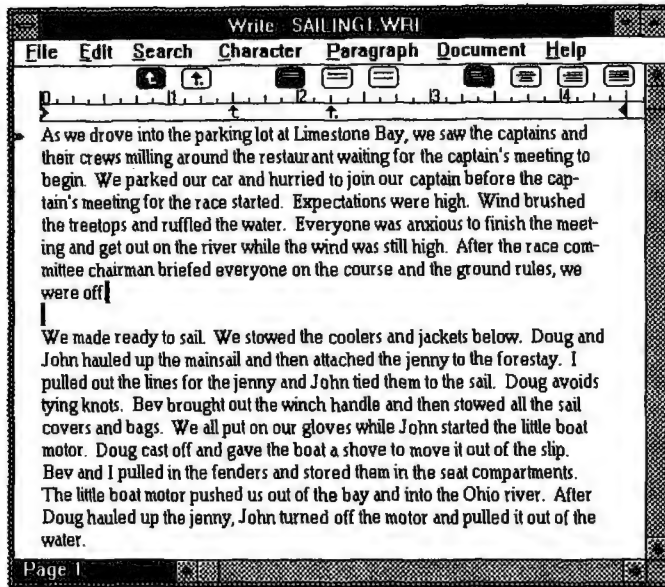 Write - SAILING1.WRI
File Edit Search Character Paragraph Document Help
0 1 2 3 4
As we drove into the parking lot at Limestone Bay, we saw the captains and
their crews milling around the restaurant waiting for the captain's meeting to
begin. We parked our car and hurried to join our captain before the cap-
tain's meeting for the race started. Expectations were high. Wind brushed
the treetops and ruffled the water. Everyone was anxious to finish the meet-
ing and get out on the river while the wind was still high. After the race com-
mittee chairman briefed everyone on the course and the ground rules, we
were off.
We made ready to sail. We stowed the coolers and jackets below. Doug and
John hauled up the mainsail and then attached the jenny to the forestay. I
pulled out the lines for the jenny and John tied them to the sail. Doug avoids
tying knots. Bev brought out the winch handle and then stowed all the sail
covers and bags. We all put on our gloves while John started the little boat
motor. Doug cast off and gave the boat a shove to move it out of the slip.
Bev and I pulled in the fenders and stored them in the seat compartments.
The little boat motor pushed us out of the bay and into the Ohio river. After
Doug hauled up the jenny, John turned off the motor and pulled it out of the
water.
Page 1